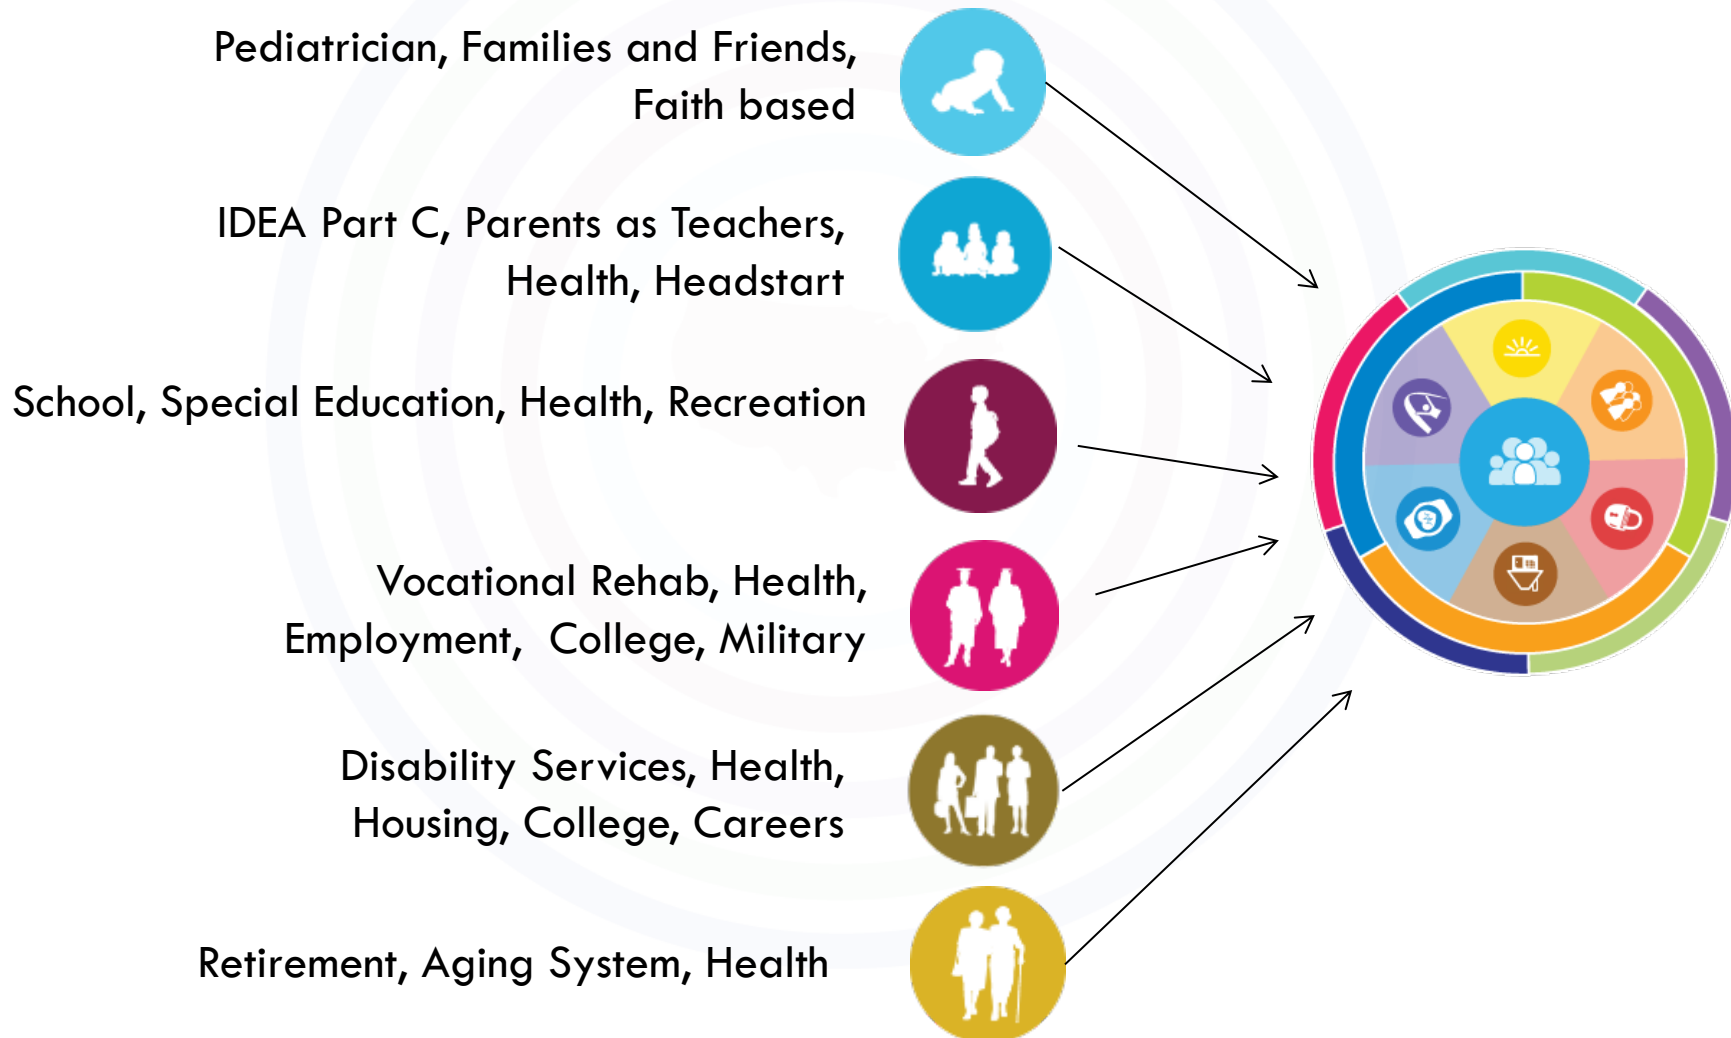 Pediatrician, Families and Friends,
Faith based
IDEA Part C, Parents as Teachers,
Health, Headstart
School, Special Education, Health, Recreation
Vocational Rehab, Health,
Employment,  College, Military
Disability Services, Health,
Housing, College, Careers
Retirement, Aging System, Health